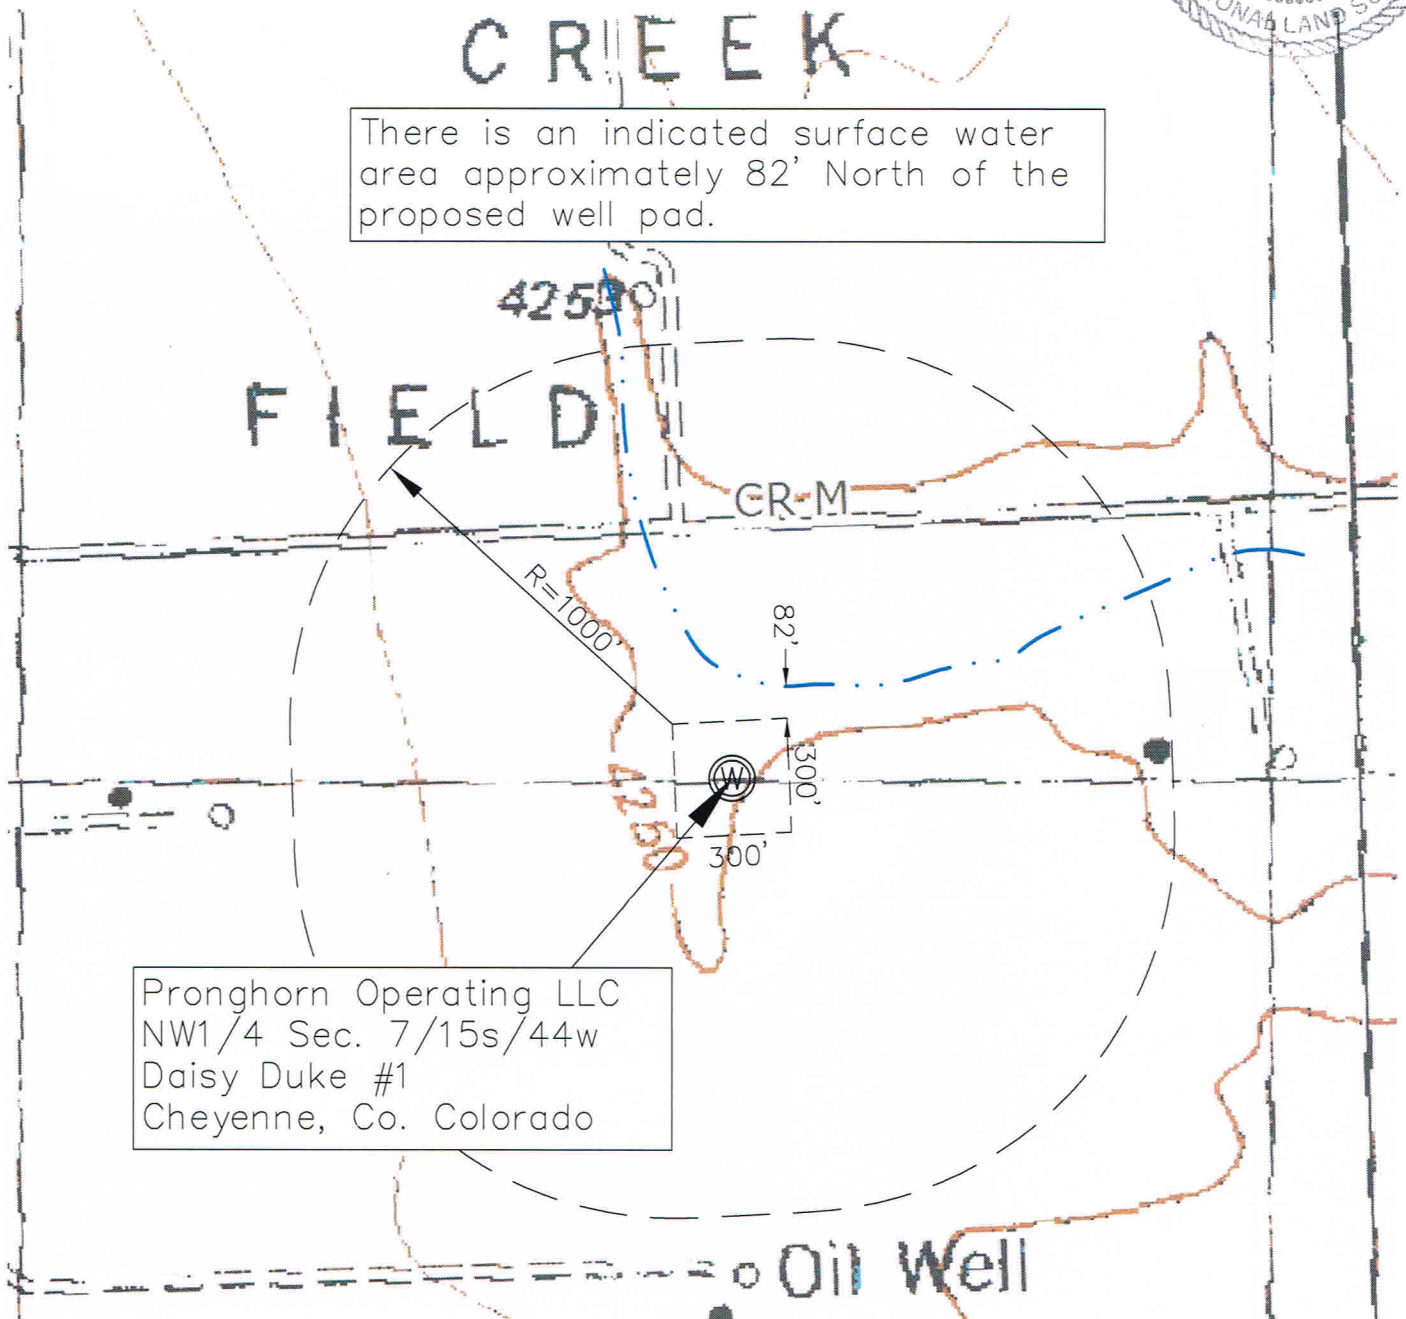 CREEK
There is an indicated surface water
area approximately 82' North of the
proposed well pad.
FIELD
CR M
R=1000'
82'
W
300'
300'
4260
Pronghorn Operating LLC
NW1/4 Sec. 7/15s/44w
Daisy Duke #1
Cheyenne, Co. Colorado
Oil Well